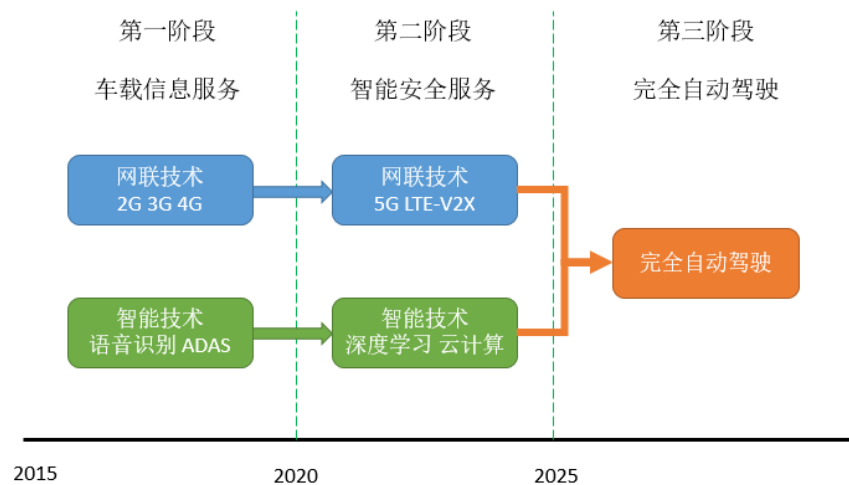 第一阶段
第二阶段
第三阶段
车载信息服务
智能安全服务
完全自动驾驶
网联技术
2G 3G 4G
网联技术
5G LTE-V2X
完全自动驾驶
智能技术
语音识别 ADAS
智能技术
深度学习 云计算
2015
2020
2025